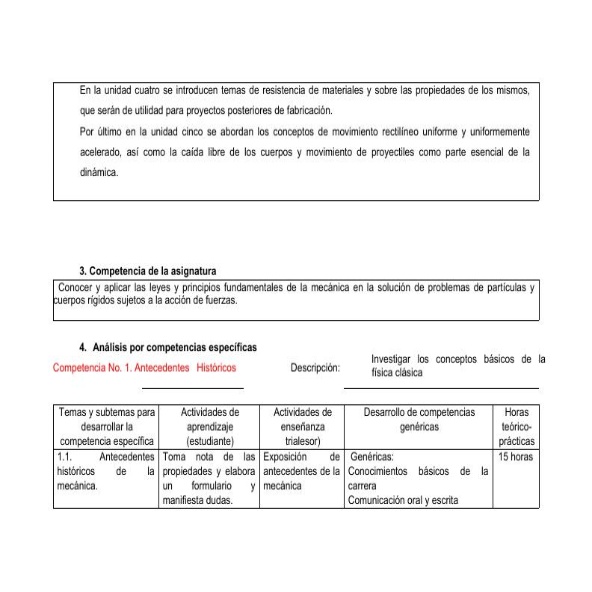 En la unidad cuatro se introducen temas de resistencia de materiales y sobre las propiedades de los mismos,
que serán de utilidad para proyectos posteriores de fabricación.
Por último en la unidad cinco se abordan los conceptos de movimiento rectilíneo uniforme y uniformemente
acelerado, así como la caída libre de los cuerpos y movimiento de proyectiles como parte esencial de la
dinámica.
3. Competencia de la asignatura
Conocer y aplicar las leyes y principios fundamentales de la mecánica en la solución de problemas de partículas y
cuerpos rígidos sujetos a la acción de fuerzas.
4. Análisis por competencias específicas
Competencia No. 1. Antecedentes Históricos
Descripción:
Investigar los conceptos básicos de la
física clásica
Temas y subtemas para
desarrollar la
competencia específica
Actividades de
aprendizaje
(estudiante)
Actividades de
enseñanza
trialesor)
Desarrollo de competencias
genéricas
Horas
teórico-
prácticas
1.1. Antecedentes
históricos de la
mecánica.
Toma nota de las
propiedades y elabora
un formulario y
manifiesta dudas.
Exposición de
antecedentes de la
mecánica
Genéricas:
Conocimientos básicos de la
carrera
Comunicación oral y escrita
15 horas